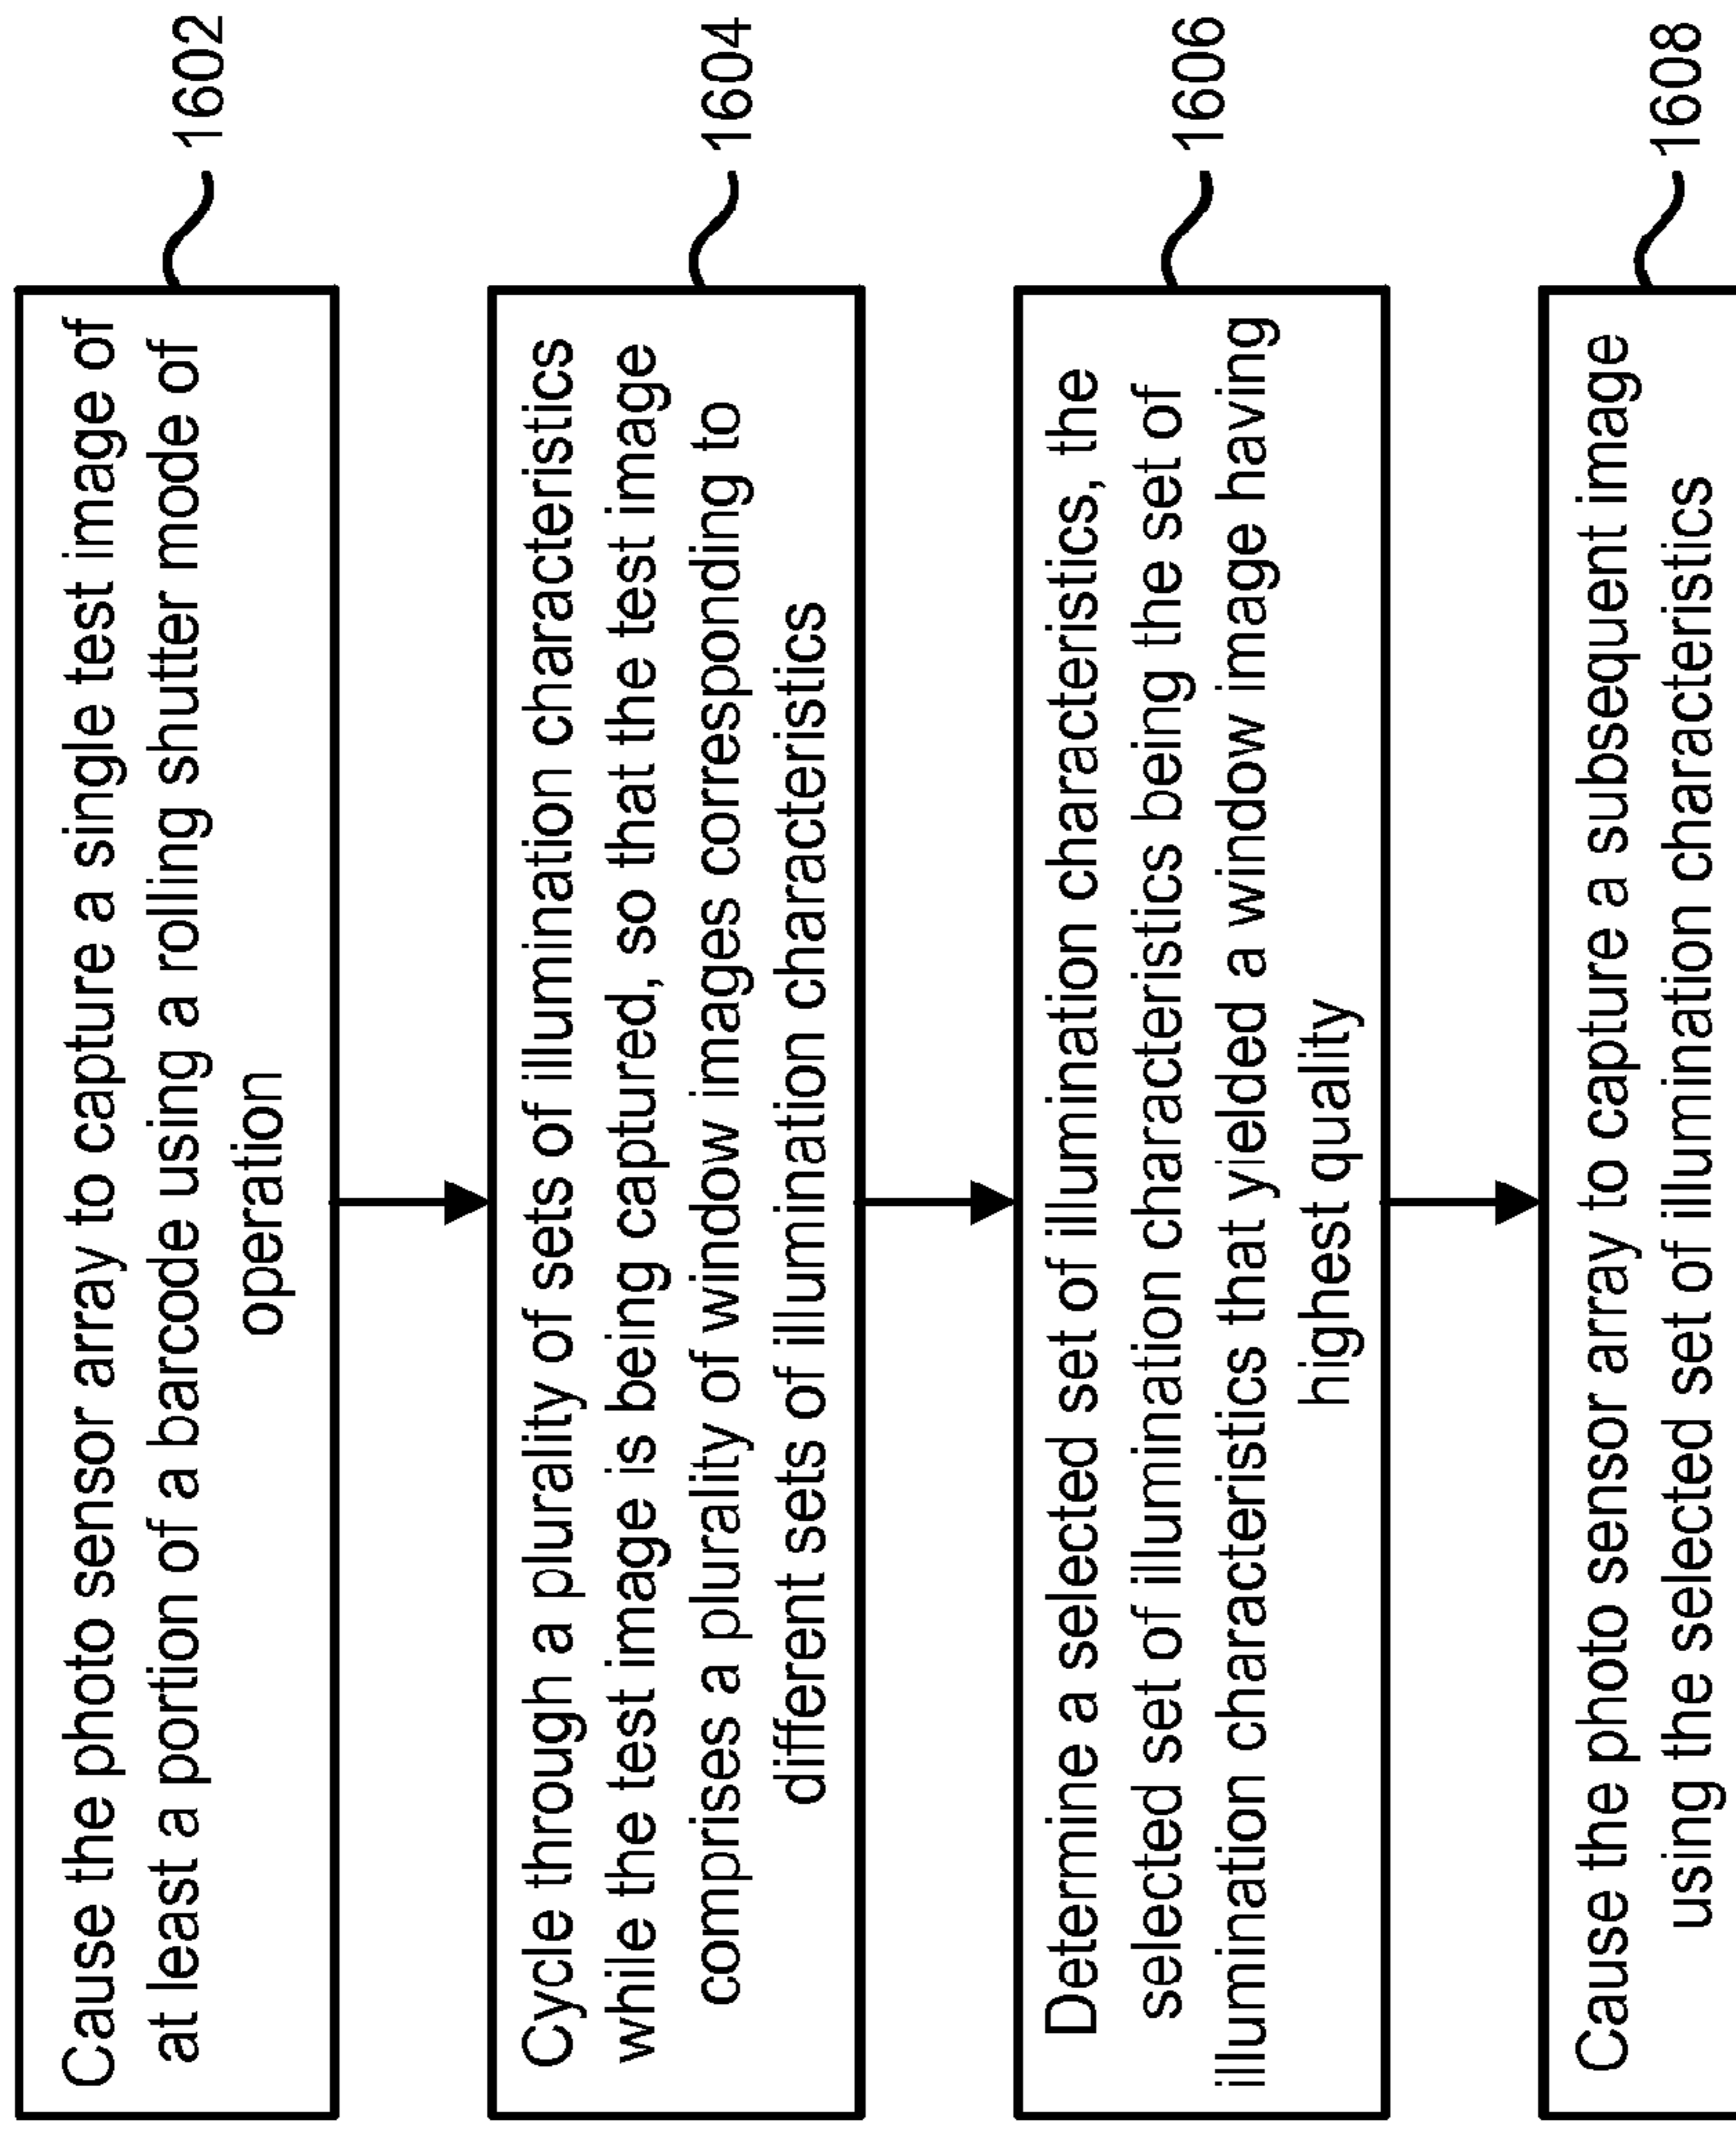 Cause the photo sensor array to capture a single test image of
at least a portion of a barcode using a rolling shutter mode of
operation
1602
Cycle through a plurality of sets of illumination characteristics
while the test image is being captured, so that the test image
comprises a plurality of window images corresponding to
different sets of illumination characteristics
1604
Determine a selected set of illumination characteristics, the
selected set of illumination characteristics being the set of
illumination characteristics that yielded a window image having
highest quality
1606
Cause the photo sensor array to capture a subsequent image
using the selected set of illumination characteristics
1608